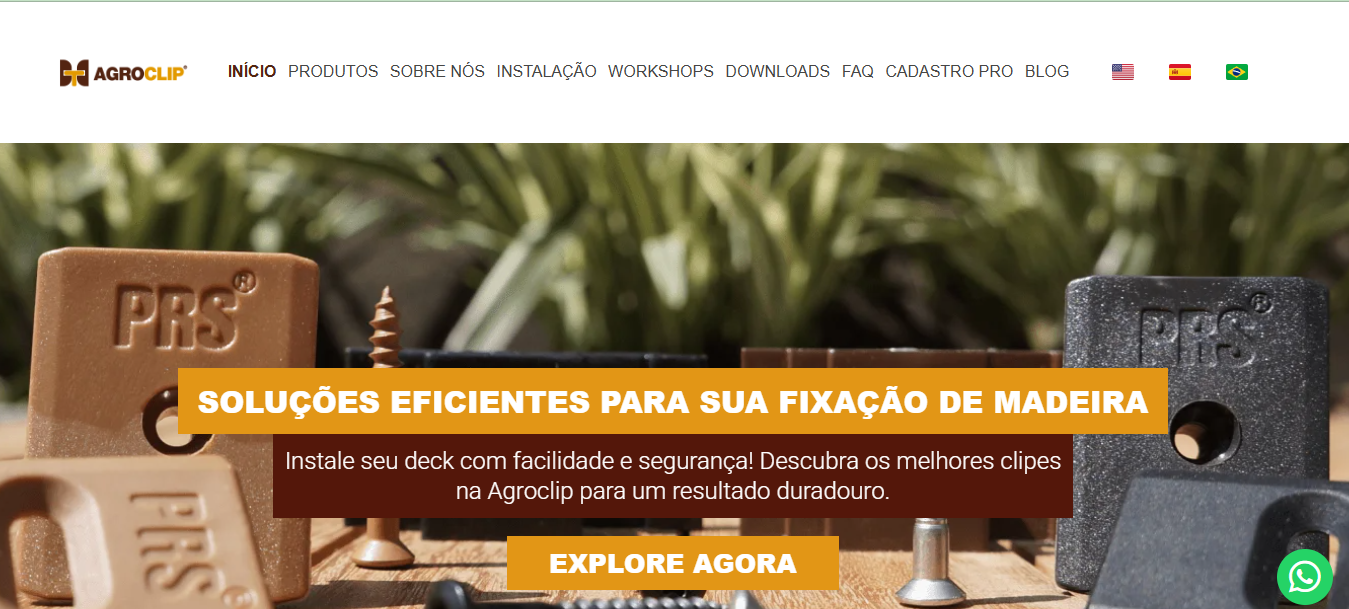 AGROCLIP®
INÍCIO PRODUTOS SOBRE NÓS INSTALAÇÃO WORKSHOPS DOWNLOADS FAQ CADASTRO PRO BLOG
PRS®
PRS®
SOLUÇÕES EFICIENTES PARA SUA FIXAÇÃO DE MADEIRA
Instale seu deck com facilidade e segurança! Descubra os melhores clipes
na Agroclip para um resultado duradouro.
PRS
EXPLORE AGORA